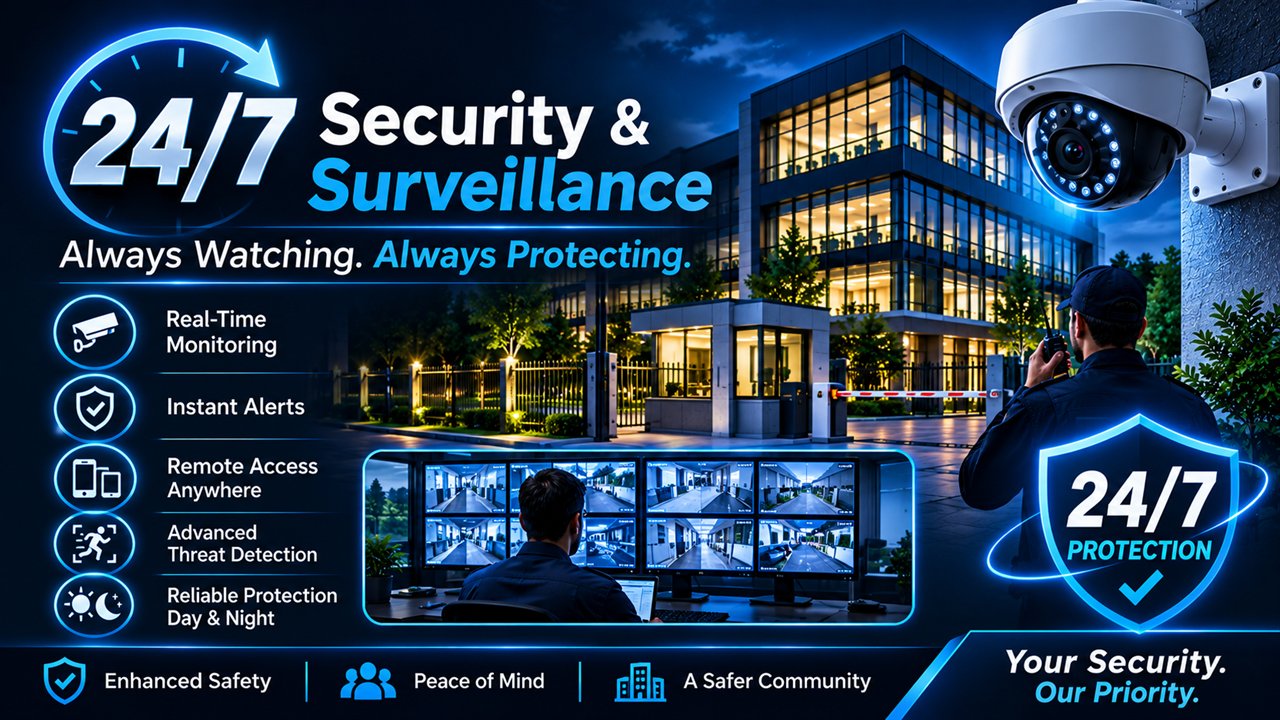 24/7
Security &
Surveillance
Always Watching. Always Protecting.
Real-Time
Monitoring
Instant Alerts
Remote Access
Anywhere
Advanced
Threat Detection
Reliable Protection
Day & Night
24/7
PROTECTION
Enhanced Safety
Peace of Mind
A Safer Community
Your Security.
Our Priority.